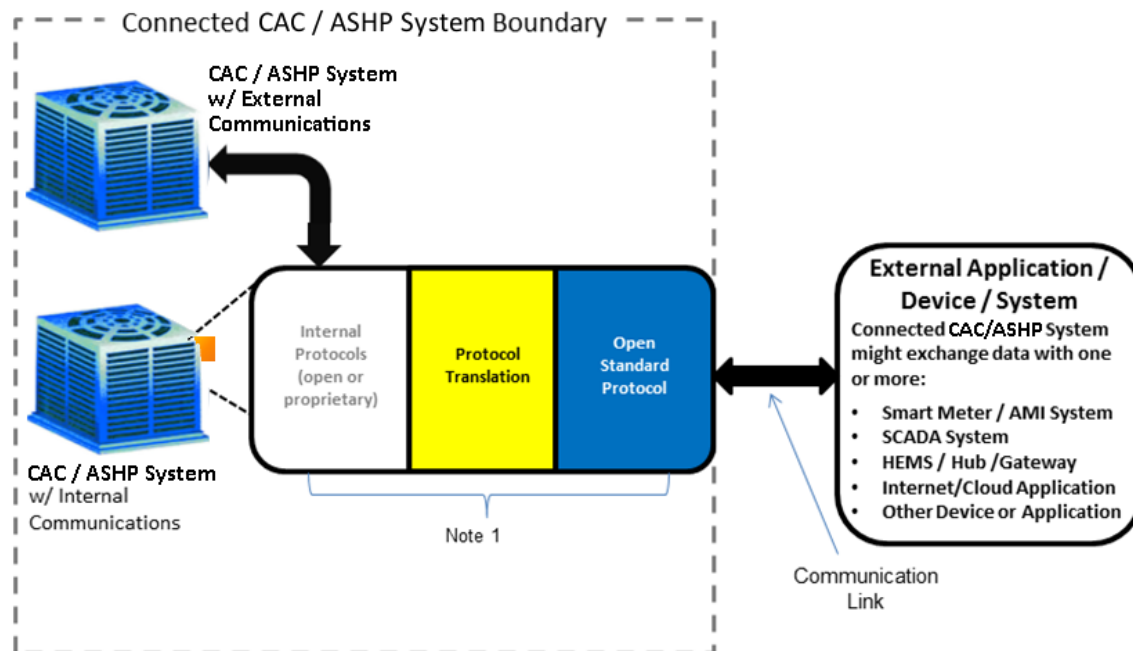 Connected CAC / ASHP System Boundary
CAC / ASHP System
w/ External
Communications
CAC / ASHP System
w/ Internal
Communications
Internal
Protocols
(open or
proprietary)
Protocol
Translation
Open
Standard
Protocol
Note 1
External Application /
Device / System
Connected CAC/ASHP System
might exchange data with one
or more:
• Smart Meter / AMI System
• SCADA System
• HEMS / Hub /Gateway
• Internet/Cloud Application
• Other Device or Application
Communication
Link